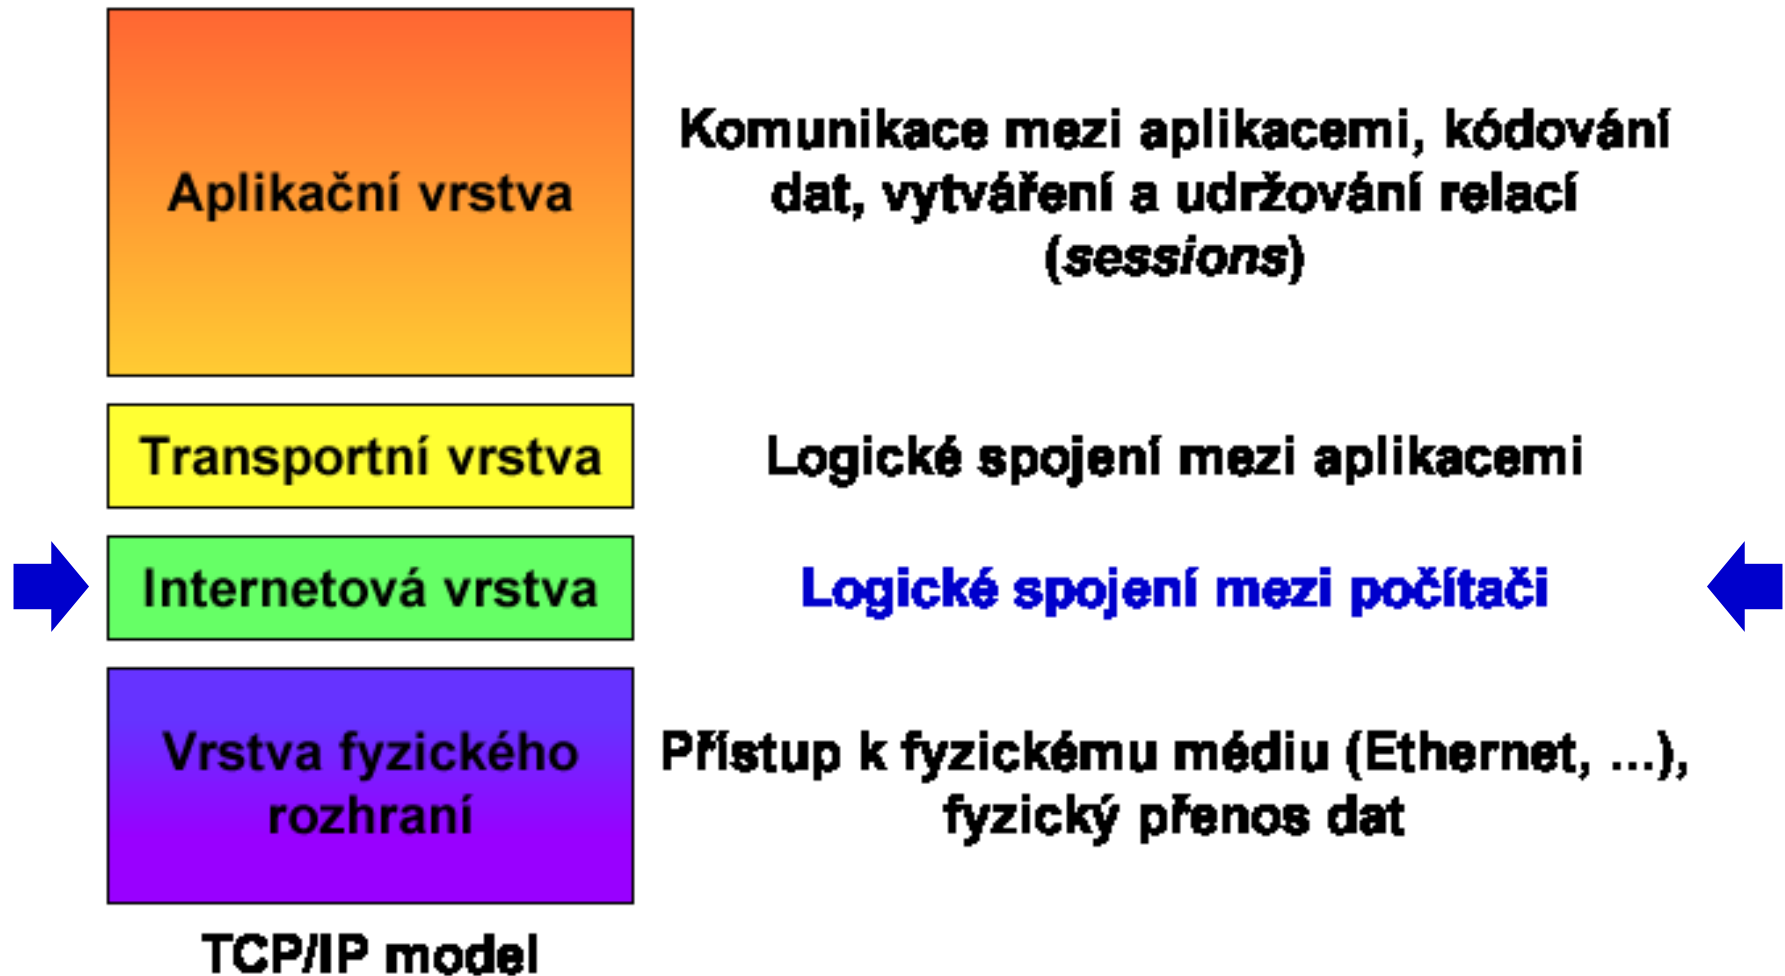 Aplikační vrstva
Komunikace mezi aplikacemi, kódování
dat, vytváření a udržování relací
(sessions)
Transportní vrstva
Logické spojení mezi aplikacemi
Internetová vrstva
Logické spojení mezi počítači
Vrstva fyzického
rozhraní
Přístup k fyzickému médiu (Ethernet, ...),
fyzický přenos dat
TCP/IP model